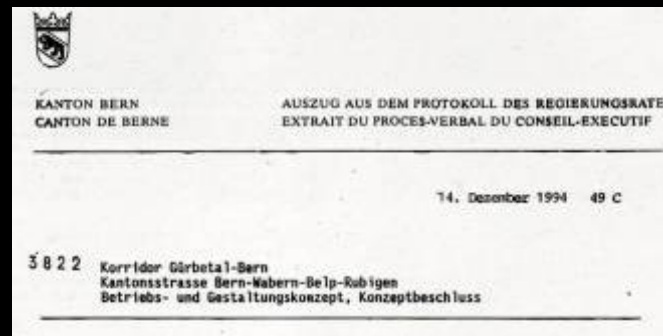 KANTON BERN
CANTON DE BERNE
AUSZUG AUS DEM PROTOKOLL DES REGIERUNGSRATE
EXTRAIT DU PROCES-VERBAL DU CONSEIL-EXECUTIF
14. Dezember 1994 49 C
3822 Korridor Gürbetal-Bern
Kantonsstrasse Bern-Wabern-Belp-Rubigen
Betriebs- und Gestaltungskonzept, Konzeptbeschluss